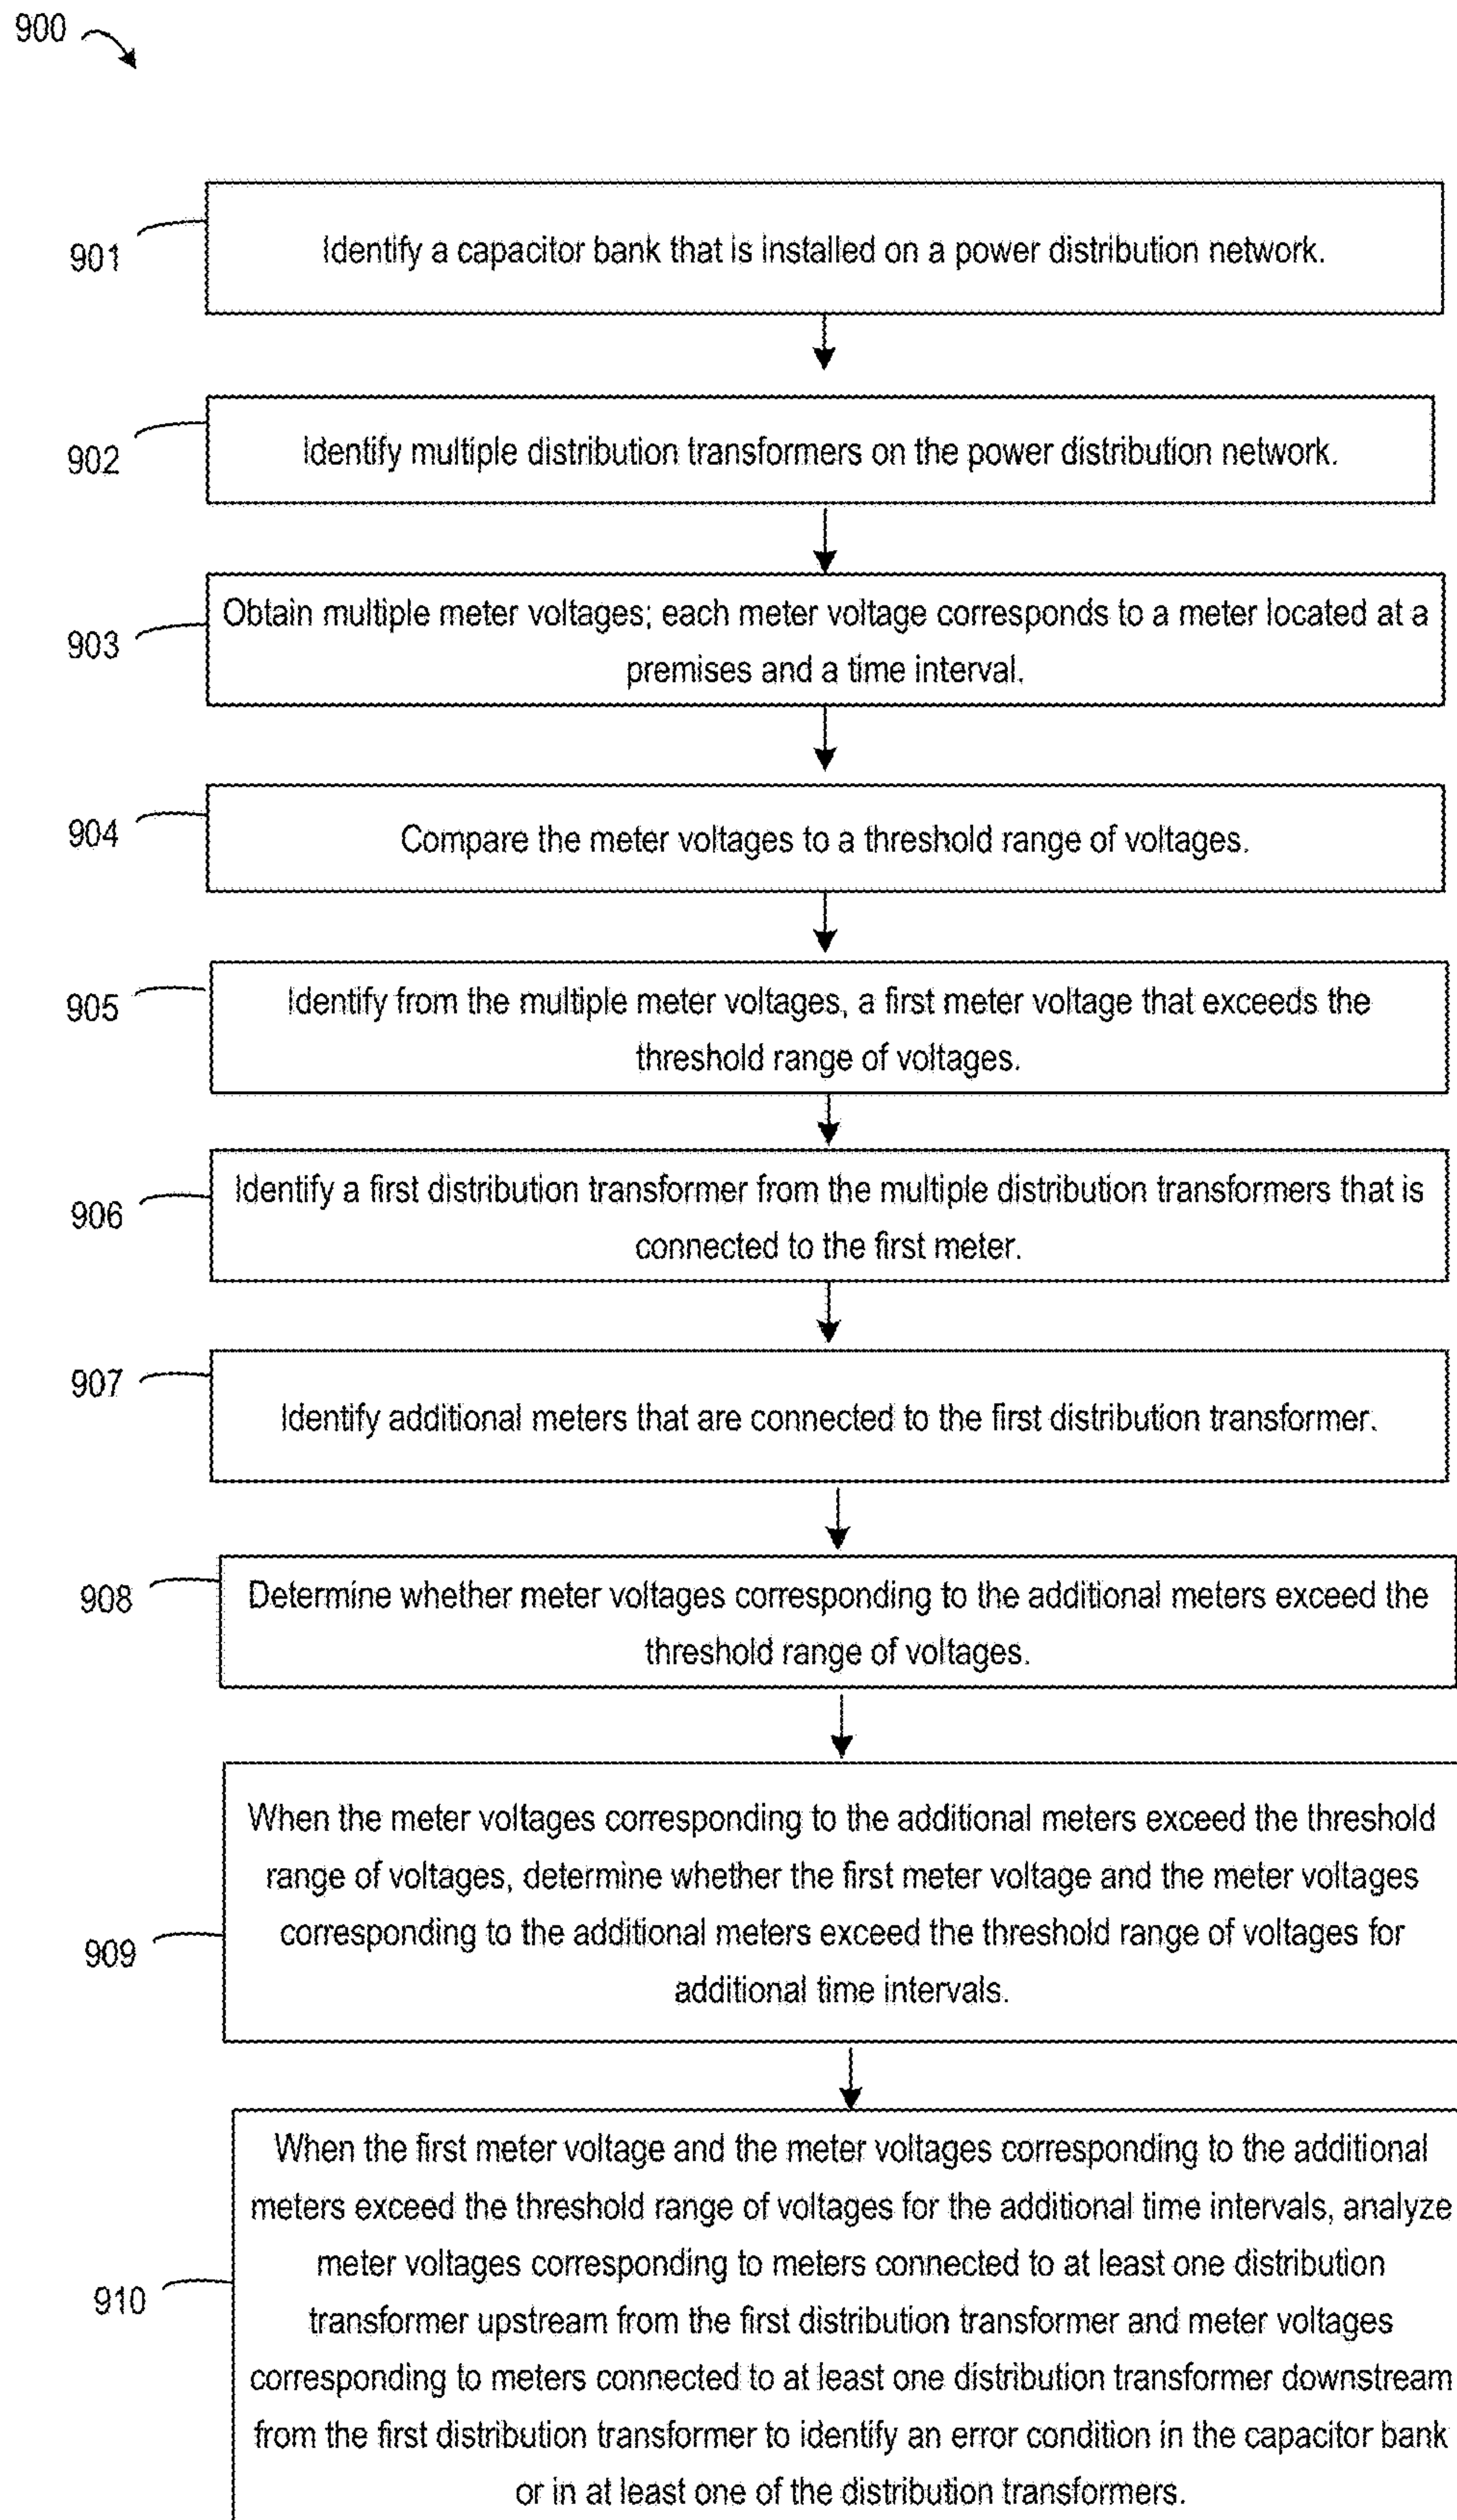 900
901
Identify a capacitor bank that is installed on a power distribution network.
902
Identify multiple distribution transformers on the power distribution network.
903
Obtain multiple meter voltages; each meter voltage corresponds to a meter located at a
premises and a time interval.
904
Compare the meter voltages to a threshold range of voltages.
905
Identify from the multiple meter voltages, a first meter voltage that exceeds the
threshold range of voltages.
906
Identify a first distribution transformer from the multiple distribution transformers that is
connected to the first meter.
907
Identify additional meters that are connected to the first distribution transformer.
908
Determine whether meter voltages corresponding to the additional meters exceed the
threshold range of voltages.
909
When the meter voltages corresponding to the additional meters exceed the threshold
range of voltages, determine whether the first meter voltage and the meter voltages
corresponding to the additional meters exceed the threshold range of voltages for
additional time intervals.
910
When the first meter voltage and the meter voltages corresponding to the additional
meters exceed the threshold range of voltages for the additional time intervals, analyze
meter voltages corresponding to meters connected to at least one distribution
transformer upstream from the first distribution transformer and meter voltages
corresponding to meters connected to at least one distribution transformer downstream
from the first distribution transformer to identify an error condition in the capacitor bank
or in at least one of the distribution transformers.